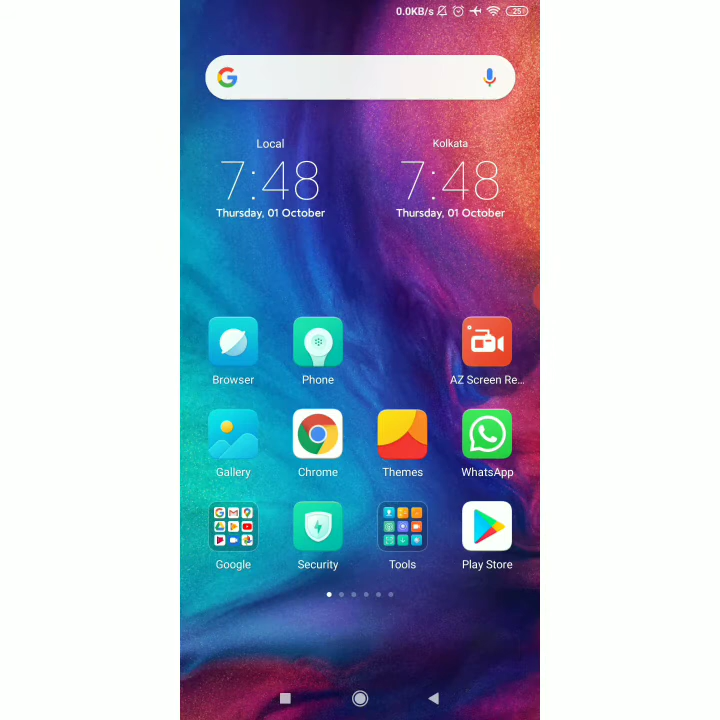 0.0KB/s 25
Local Kolkata
7:48 7:48
Thursday, 01 October Thursday, 01 October
Browser Phone AZ Screen Re...
Gallery Chrome Themes WhatsApp
Google Security Tools Play Store